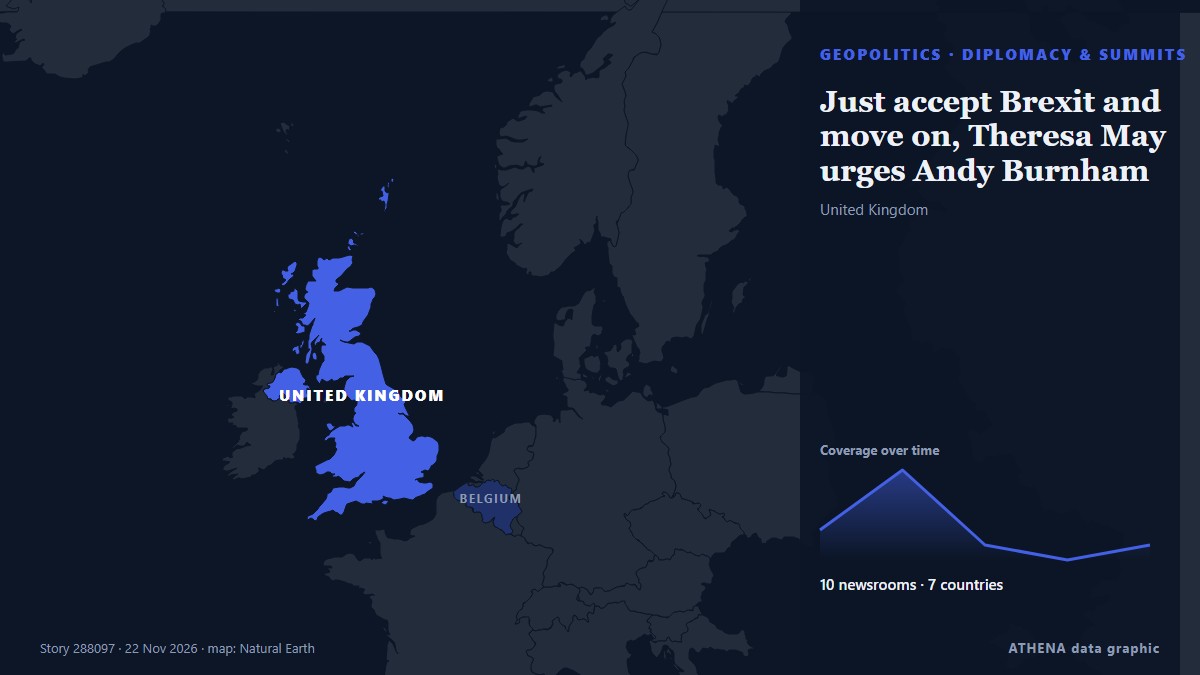 GEOPOLITICS · DIPLOMACY & SUMMITS
Just accept Brexit and
move on, Theresa May
urges Andy Burnham
United Kingdom
UNITED KINGDOM
BELGIUM
Coverage over time
10 newsrooms · 7 countries
Story 288097 · 22 Nov 2026 · map: Natural Earth
ATHENA data graphic